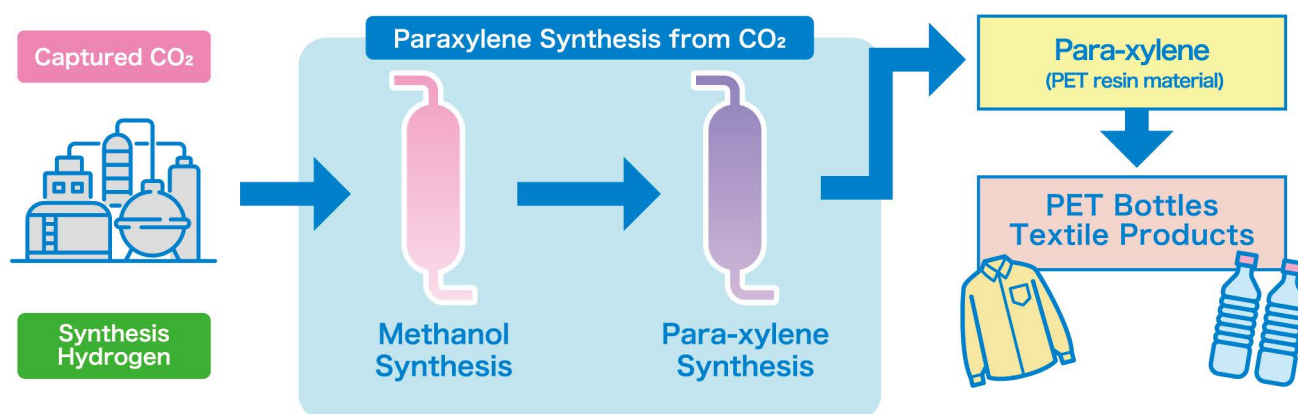 Captured CO₂
Synthesis
Hydrogen
Paraxylene Synthesis from CO₂
Methanol
Synthesis
Para-xylene
Synthesis
Para-xylene
(PET resin material)
PET Bottles
Textile Products